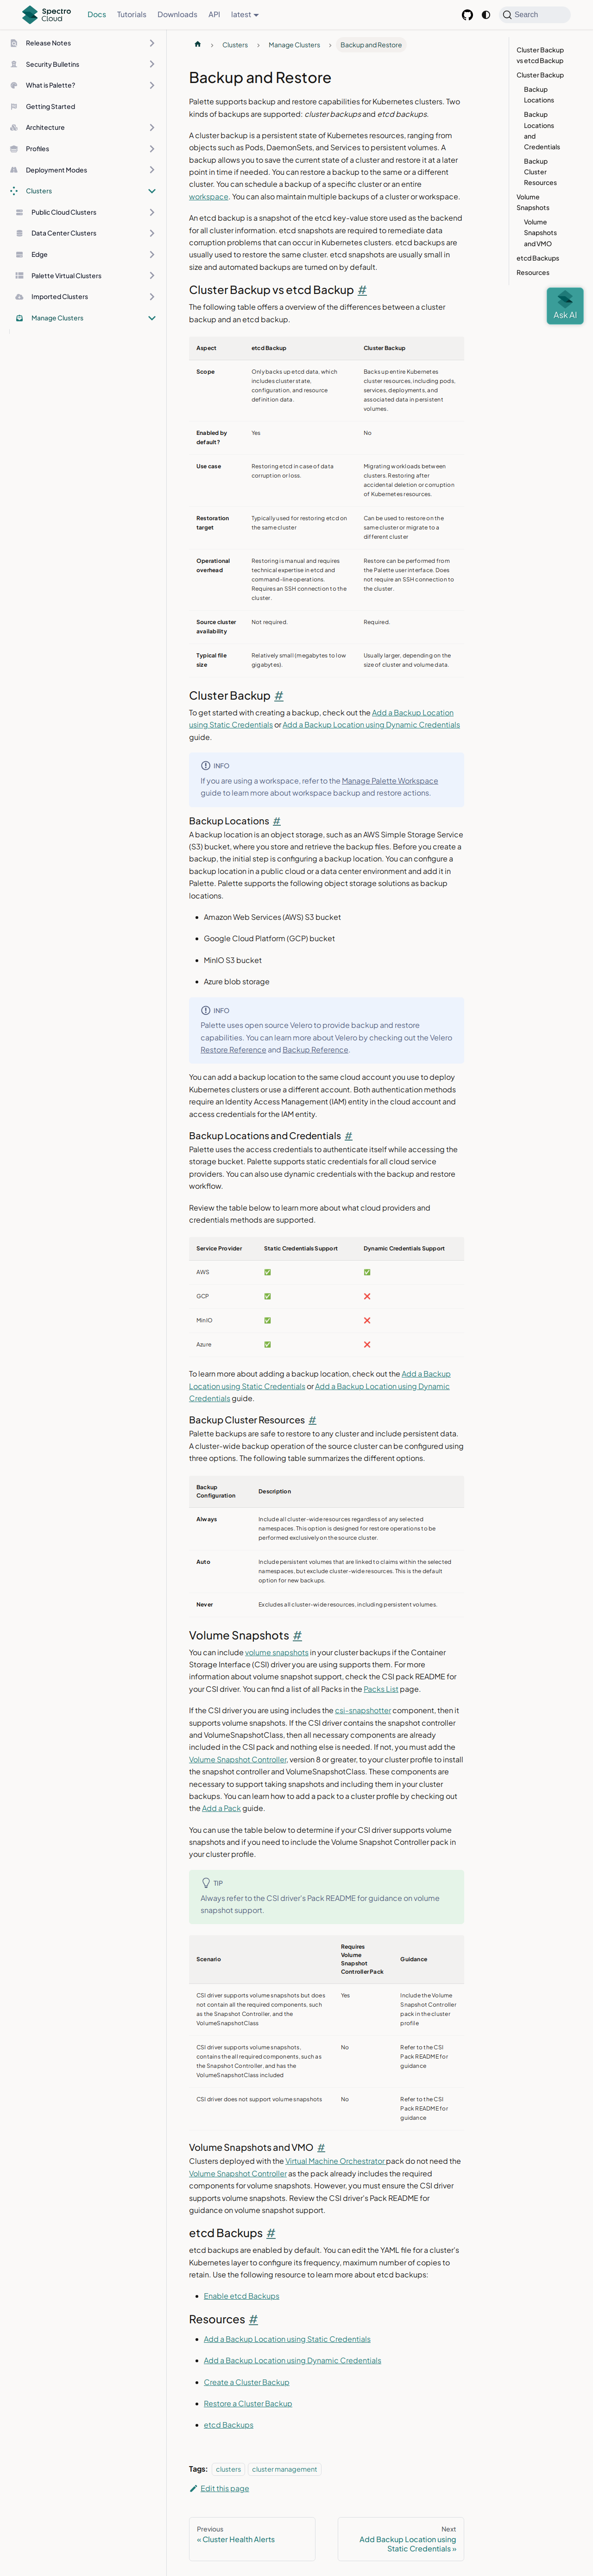 Spectro Cloud
Docs
Tutorials
Downloads
API
latest
Search
Release Notes
Security Bulletins
What is Palette?
Getting Started
Architecture
Profiles
Deployment Modes
Clusters
Public Cloud Clusters
Data Center Clusters
Edge
Palette Virtual Clusters
Imported Clusters
Manage Clusters
Clusters
Manage Clusters
Backup and Restore
Cluster Backup
vs etcd Backup
Cluster Backup
Backup
Locations
Backup
Locations
and
Credentials
Backup
Cluster
Resources
Volume
Snapshots
Volume
Snapshots
and VMO
etcd Backups
Resources
Ask AI
Backup and Restore
Palette supports backup and restore capabilities for Kubernetes clusters. Two
kinds of backups are supported: cluster backups and etcd backups.
A cluster backup is a persistent state of Kubernetes resources, ranging from
objects such as Pods, DaemonSets, and Services to persistent volumes. A
backup allows you to save the current state of a cluster and restore it at a later
point in time if needed. You can restore a backup to the same or a different
cluster. You can schedule a backup of a specific cluster or an entire
workspace. You can also maintain multiple backups of a cluster or workspace.
An etcd backup is a snapshot of the etcd key-value store used as the backend
for all cluster information. etcd snapshots are required to remediate data
corruption problems that can occur in Kubernetes clusters. etcd backups are
usually used to restore the same cluster. etcd snapshots are usually small in
size and automated backups are turned on by default.
Cluster Backup vs etcd Backup #
The following table offers a overview of the differences between a cluster
backup and an etcd backup.
Aspect
etcd Backup
Cluster Backup
Scope
Only backs up etcd data, which
includes cluster state,
configuration, and resource
definition data.
Backs up entire Kubernetes
cluster resources, including pods,
services, deployments, and
associated data in persistent
volumes.
Enabled by
default?
Yes
No
Use case
Restoring etcd in case of data
corruption or loss.
Migrating workloads between
clusters. Restoring after
accidental deletion or corruption
of Kubernetes resources.
Restoration
target
Typically used for restoring etcd on
the same cluster
Can be used to restore on the
same cluster or migrate to a
different cluster
Operational
overhead
Restoring is manual and requires
technical expertise in etcd and
command-line operations.
Requires an SSH connection to the
cluster.
Restore can be performed from
the Palette user interface. Does
not require an SSH connection to
the cluster.
Source cluster
availability
Not required.
Required.
Typical file
size
Relatively small (megabytes to low
gigabytes).
Usually larger, depending on the
size of cluster and volume data.
Cluster Backup #
To get started with creating a backup, check out the Add a Backup Location
using Static Credentials or Add a Backup Location using Dynamic Credentials
guide.
INFO
If you are using a workspace, refer to the Manage Palette Workspace
guide to learn more about workspace backup and restore actions.
Backup Locations #
A backup location is an object storage, such as an AWS Simple Storage Service
(S3) bucket, where you store and retrieve the backup files. Before you create a
backup, the initial step is configuring a backup location. You can configure a
backup location in a public cloud or a data center environment and add it in
Palette. Palette supports the following object storage solutions as backup
locations.
Amazon Web Services (AWS) S3 bucket
Google Cloud Platform (GCP) bucket
MinIO S3 bucket
Azure blob storage
INFO
Palette uses open source Velero to provide backup and restore
capabilities. You can learn more about Velero by checking out the Velero
Restore Reference and Backup Reference.
You can add a backup location to the same cloud account you use to deploy
Kubernetes clusters or use a different account. Both authentication methods
require an Identity Access Management (IAM) entity in the cloud account and
access credentials for the IAM entity.
Backup Locations and Credentials #
Palette uses the access credentials to authenticate itself while accessing the
storage bucket. Palette supports static credentials for all cloud service
providers. You can also use dynamic credentials with the backup and restore
workflow.
Review the table below to learn more about what cloud providers and
credentials methods are supported.
Service Provider
Static Credentials Support
Dynamic Credentials Support
AWS ✅ ✅
GCP ✅ ❌
MinIO ✅ ❌
Azure ✅ ❌
To learn more about adding a backup location, check out the Add a Backup
Location using Static Credentials or Add a Backup Location using Dynamic
Credentials guide.
Backup Cluster Resources #
Palette backups are safe to restore to any cluster and include persistent data.
A cluster-wide backup operation of the source cluster can be configured using
three options. The following table summarizes the different options.
Backup
Configuration
Description
Always
Include all cluster-wide resources regardless of any selected
namespaces. This option is designed for restore operations to be
performed exclusively on the source cluster.
Auto
Include persistent volumes that are linked to claims within the selected
namespaces, but exclude cluster-wide resources. This is the default
option for new backups.
Never
Excludes all cluster-wide resources, including persistent volumes.
Volume Snapshots #
You can include volume snapshots in your cluster backups if the Container
Storage Interface (CSI) driver you are using supports them. For more
information about volume snapshot support, check the CSI pack README for
your CSI driver. You can find a list of all Packs in the Packs List page.
If the CSI driver you are using includes the csi-snapshotter component, then it
supports volume snapshots. If the CSI driver contains the snapshot controller
and VolumeSnapshotClass, then all necessary components are already
included in the CSI pack and nothing else is needed. If not, you must add the
Volume Snapshot Controller, version 8 or greater, to your cluster profile to install
the snapshot controller and VolumeSnapshotClass. These components are
necessary to support taking snapshots and including them in your cluster
backups. You can learn how to add a pack to a cluster profile by checking out
the Add a Pack guide.
You can use the table below to determine if your CSI driver supports volume
snapshots and if you need to include the Volume Snapshot Controller pack in
your cluster profile.
TIP
Always refer to the CSI driver's Pack README for guidance on volume
snapshot support.
Scenario
Requires
Volume
Snapshot
Controller Pack
Guidance
CSI driver supports volume snapshots but does
not contain all the required components, such
as the Snapshot Controller, and the
VolumeSnapshotClass
Yes
Include the Volume
Snapshot Controller
pack in the cluster
profile
CSI driver supports volume snapshots,
contains the all required components, such as
the Snapshot Controller, and has the
VolumeSnapshotClass included
No
Refer to the CSI
Pack README for
guidance
CSI driver does not support volume snapshots
No
Refer to the CSI
Pack README for
guidance
Volume Snapshots and VMO #
Clusters deployed with the Virtual Machine Orchestrator pack do not need the
Volume Snapshot Controller as the pack already includes the required
components for volume snapshots. However, you must ensure the CSI driver
supports volume snapshots. Review the CSI driver's Pack README for
guidance on volume snapshot support.
etcd Backups #
etcd backups are enabled by default. You can edit the YAML file for a cluster's
Kubernetes layer to configure its frequency, maximum number of copies to
retain. Use the following resource to learn more about etcd backups:
Enable etcd Backups
Resources #
Add a Backup Location using Static Credentials
Add a Backup Location using Dynamic Credentials
Create a Cluster Backup
Restore a Cluster Backup
etcd Backups
Tags: clusters cluster management
Edit this page
Previous
« Cluster Health Alerts
Next
Add Backup Location using
Static Credentials »